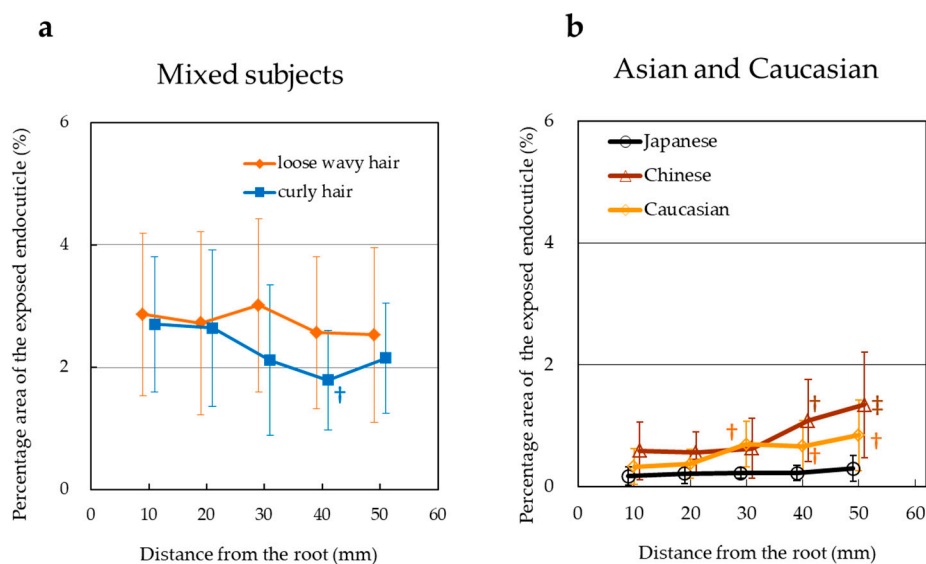 a
Mixed subjects
Percentage area of the exposed endocuticle (%)
6
4
2
0
loose wavy hair
curly hair
†
0 10 20 30 40 50 60
Distance from the root (mm)
b
Asian and Caucasian
Percentage area of the exposed endocuticle (%)
6
4
2
0
Japanese
Chinese
Caucasian
† † ‡
† †
0 10 20 30 40 50 60
Distance from the root (mm)